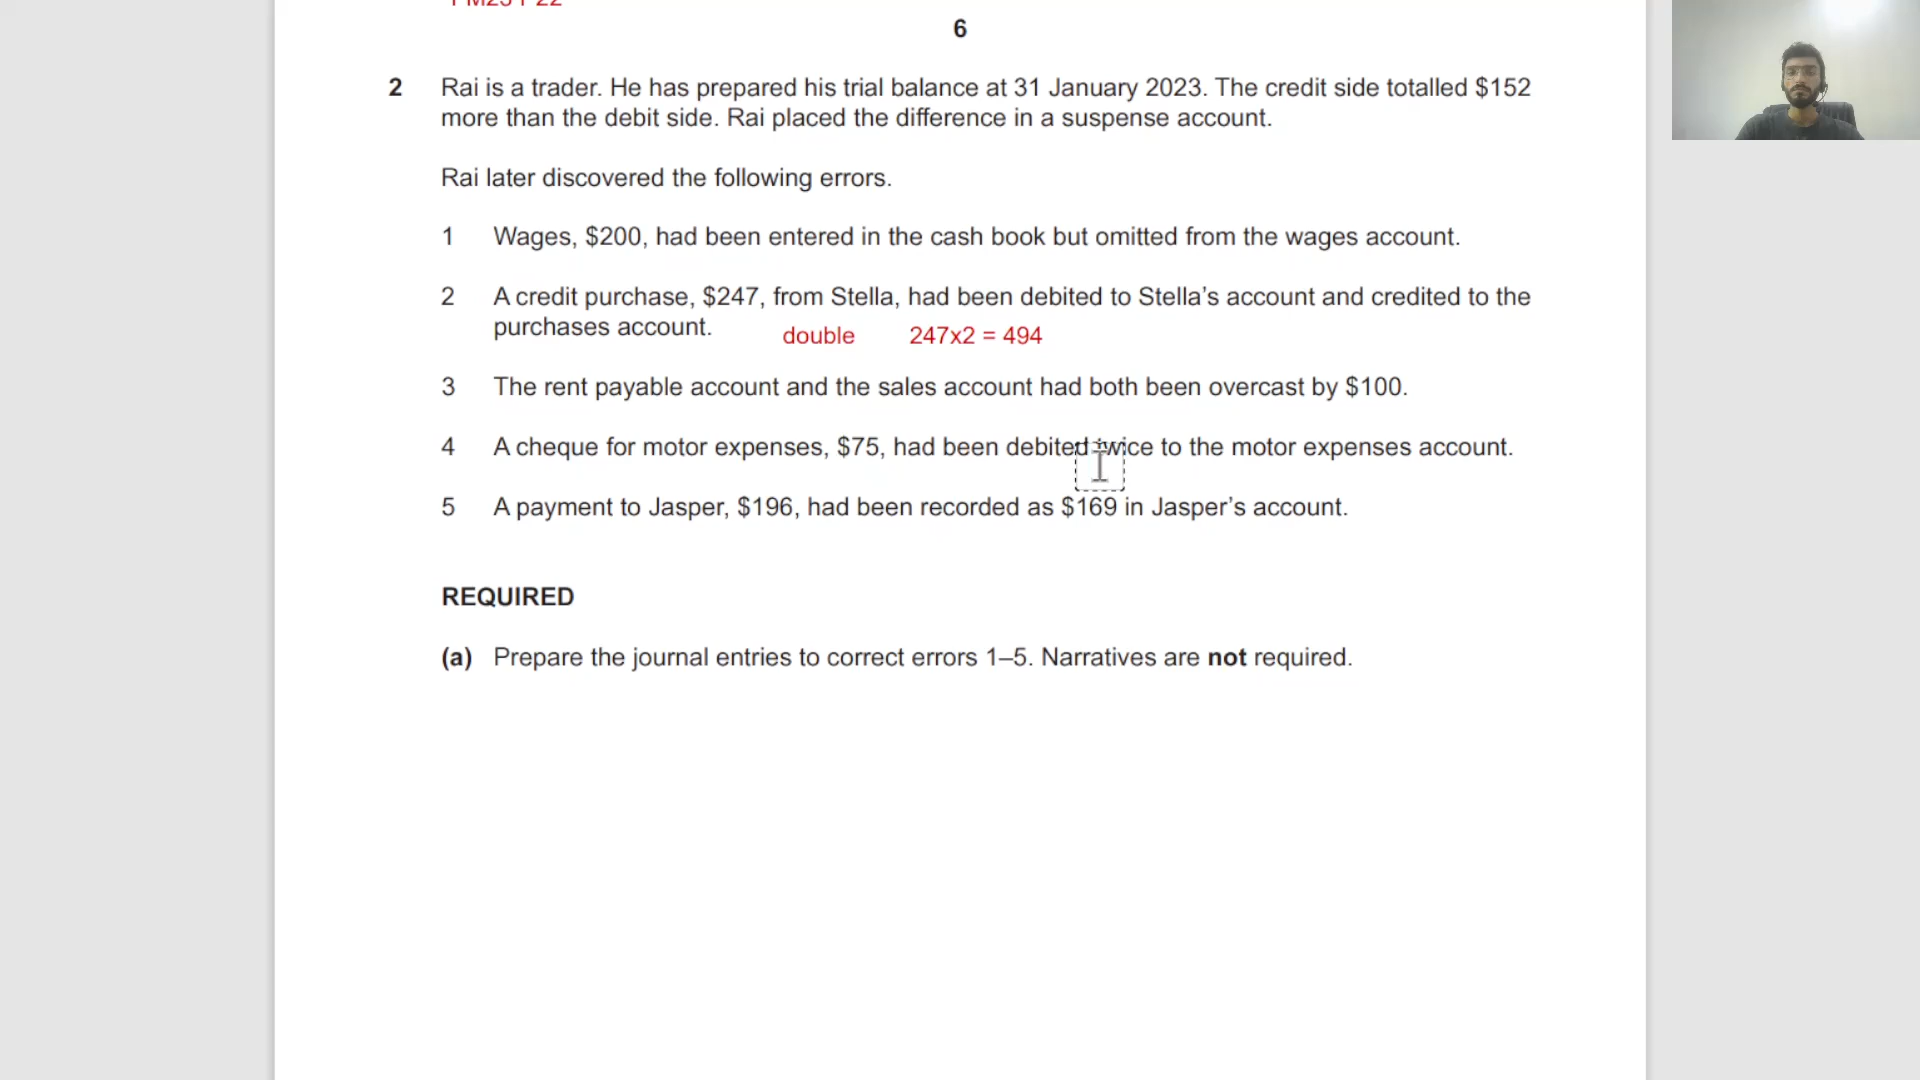 6
2 Rai is a trader. He has prepared his trial balance at 31 January 2023. The credit side totalled $152
more than the debit side. Rai placed the difference in a suspense account.
Rai later discovered the following errors.
1 Wages, $200, had been entered in the cash book but omitted from the wages account.
2 A credit purchase, $247, from Stella, had been debited to Stella’s account and credited to the
purchases account. double 247x2 = 494
3 The rent payable account and the sales account had both been overcast by $100.
4 A cheque for motor expenses, $75, had been debited twice to the motor expenses account.
5 A payment to Jasper, $196, had been recorded as $169 in Jasper’s account.
REQUIRED
(a) Prepare the journal entries to correct errors 1–5. Narratives are not required.